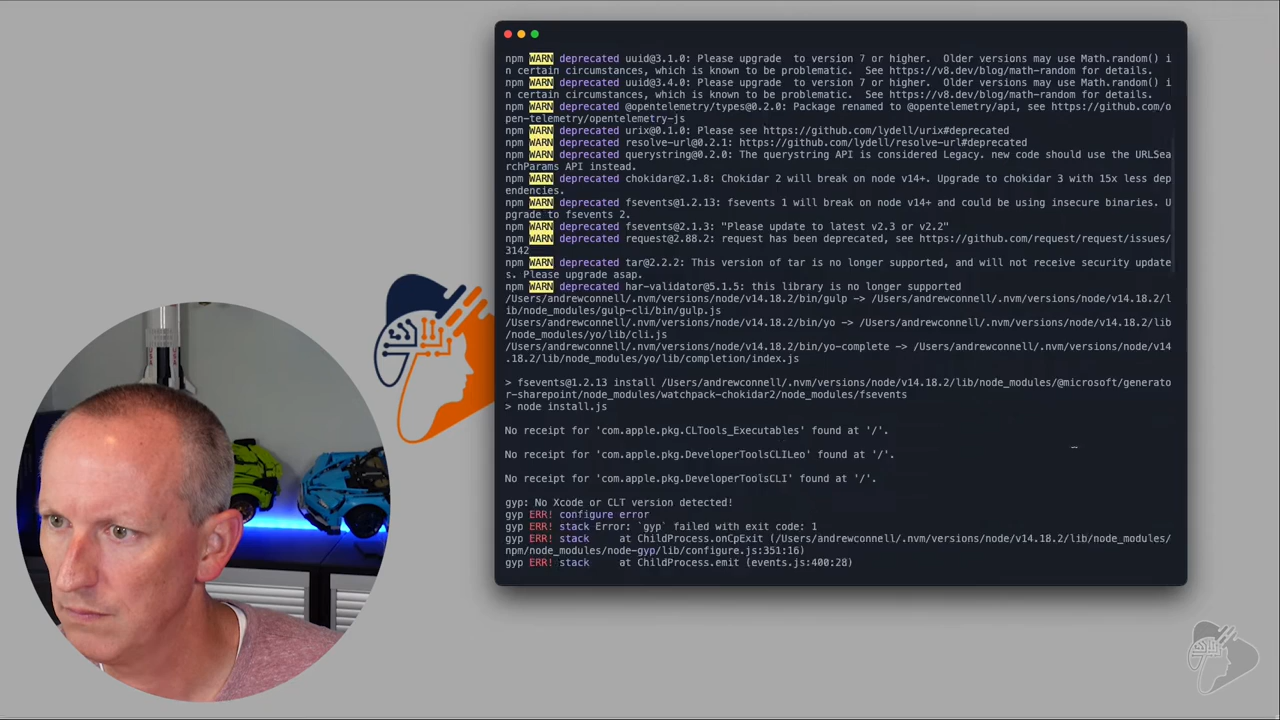 npm WARN deprecated uuid@3.1.0: Please upgrade  to version 7 or higher.  Older versions may use Math.random() i
n certain circumstances, which is known to be problematic.  See https://v8.dev/blog/math-random for details.
npm WARN deprecated uuid@3.4.0: Please upgrade  to version 7 or higher.  Older versions may use Math.random() i
n certain circumstances, which is known to be problematic.  See https://v8.dev/blog/math-random for details.
npm WARN deprecated @opentelemetry/types@0.2.0: Package renamed to @opentelemetry/api, see https://github.com/o
pen-telemetry/opentelemetry-js
npm WARN deprecated urix@0.1.0: Please see https://github.com/lydell/urix#deprecated
npm WARN deprecated resolve-url@0.2.1: https://github.com/lydell/resolve-url#deprecated
npm WARN deprecated querystring@0.2.0: The querystring API is considered Legacy. new code should use the URLSea
rchParams API instead.
npm WARN deprecated chokidar@2.1.8: Chokidar 2 will break on node v14+. Upgrade to chokidar 3 with 15x less dep
endencies.
npm WARN deprecated fsevents@1.2.13: fsevents 1 will break on node v14+ and could be using insecure binaries. U
pgrade to fsevents 2.
npm WARN deprecated fsevents@2.1.3: "Please update to latest v2.3 or v2.2"
npm WARN deprecated request@2.88.2: request has been deprecated, see https://github.com/request/request/issues/
3142
npm WARN deprecated tar@2.2.2: This version of tar is no longer supported, and will not receive security update
s. Please upgrade asap.
npm WARN deprecated har-validator@5.1.5: this library is no longer supported
/Users/andrewconnell/.nvm/versions/node/v14.18.2/bin/gulp -> /Users/andrewconnell/.nvm/versions/node/v14.18.2/l
ib/node_modules/gulp-cli/bin/gulp.js
/Users/andrewconnell/.nvm/versions/node/v14.18.2/bin/yo -> /Users/andrewconnell/.nvm/versions/node/v14.18.2/lib
/node_modules/yo/lib/cli.js
/Users/andrewconnell/.nvm/versions/node/v14.18.2/bin/yo-complete -> /Users/andrewconnell/.nvm/versions/node/v14
.18.2/lib/node_modules/yo/lib/completion/index.js
> fsevents@1.2.13 install /Users/andrewconnell/.nvm/versions/node/v14.18.2/lib/node_modules/@microsoft/generato
r-sharepoint/node_modules/watchpack-chokidar2/node_modules/fsevents
> node install.js
No receipt for 'com.apple.pkg.CLTools_Executables' found at '/'.
No receipt for 'com.apple.pkg.DeveloperToolsCLILeo' found at '/'.
No receipt for 'com.apple.pkg.DeveloperToolsCLI' found at '/'.
gyp: No Xcode or CLT version detected!
gyp ERR! configure error
gyp ERR! stack Error: `gyp` failed with exit code: 1
gyp ERR! stack     at ChildProcess.onCpExit (/Users/andrewconnell/.nvm/versions/node/v14.18.2/lib/node_modules/
npm/node_modules/node-gyp/lib/configure.js:351:16)
gyp ERR! stack     at ChildProcess.emit (events.js:400:28)